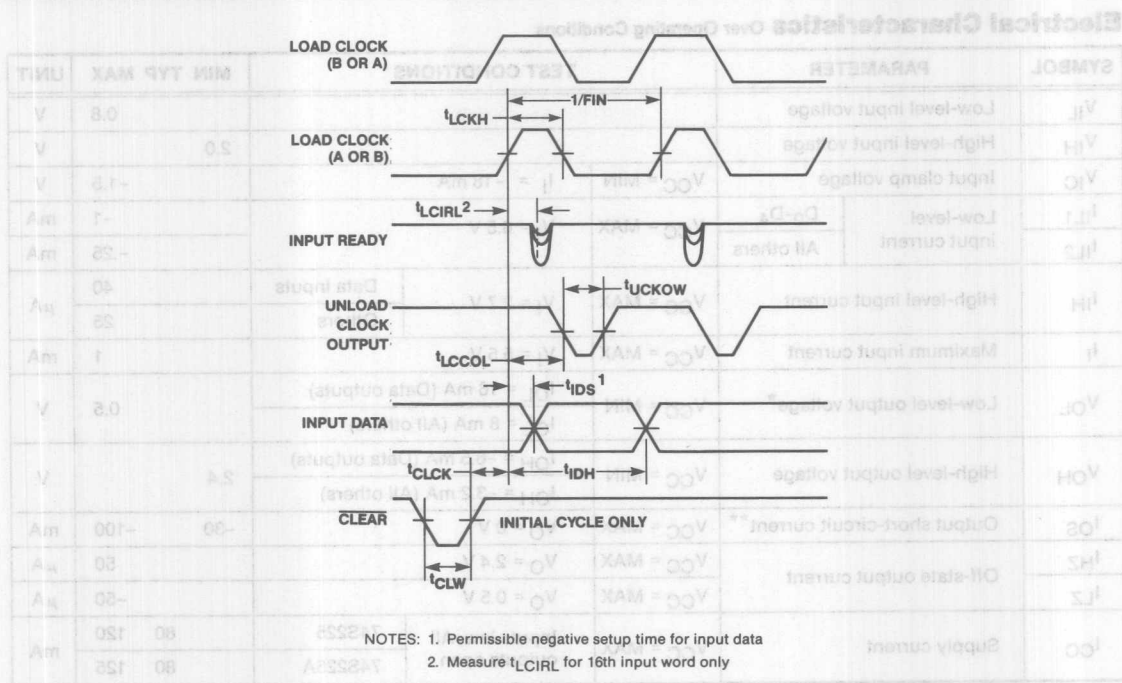 LOAD CLOCK
(B OR A)
1/FIN
tLCKH
LOAD CLOCK
(A OR B)
tLCIRL2
INPUT READY
tUCKOW
UNLOAD
CLOCK
OUTPUT
tLCCOL
tIDS1
INPUT DATA
tCLCK
tIDH
CLEAR
INITIAL CYCLE ONLY
tCLW
NOTES: 1. Permissible negative setup time for input data
2. Measure tLCIRL for 16th input word only